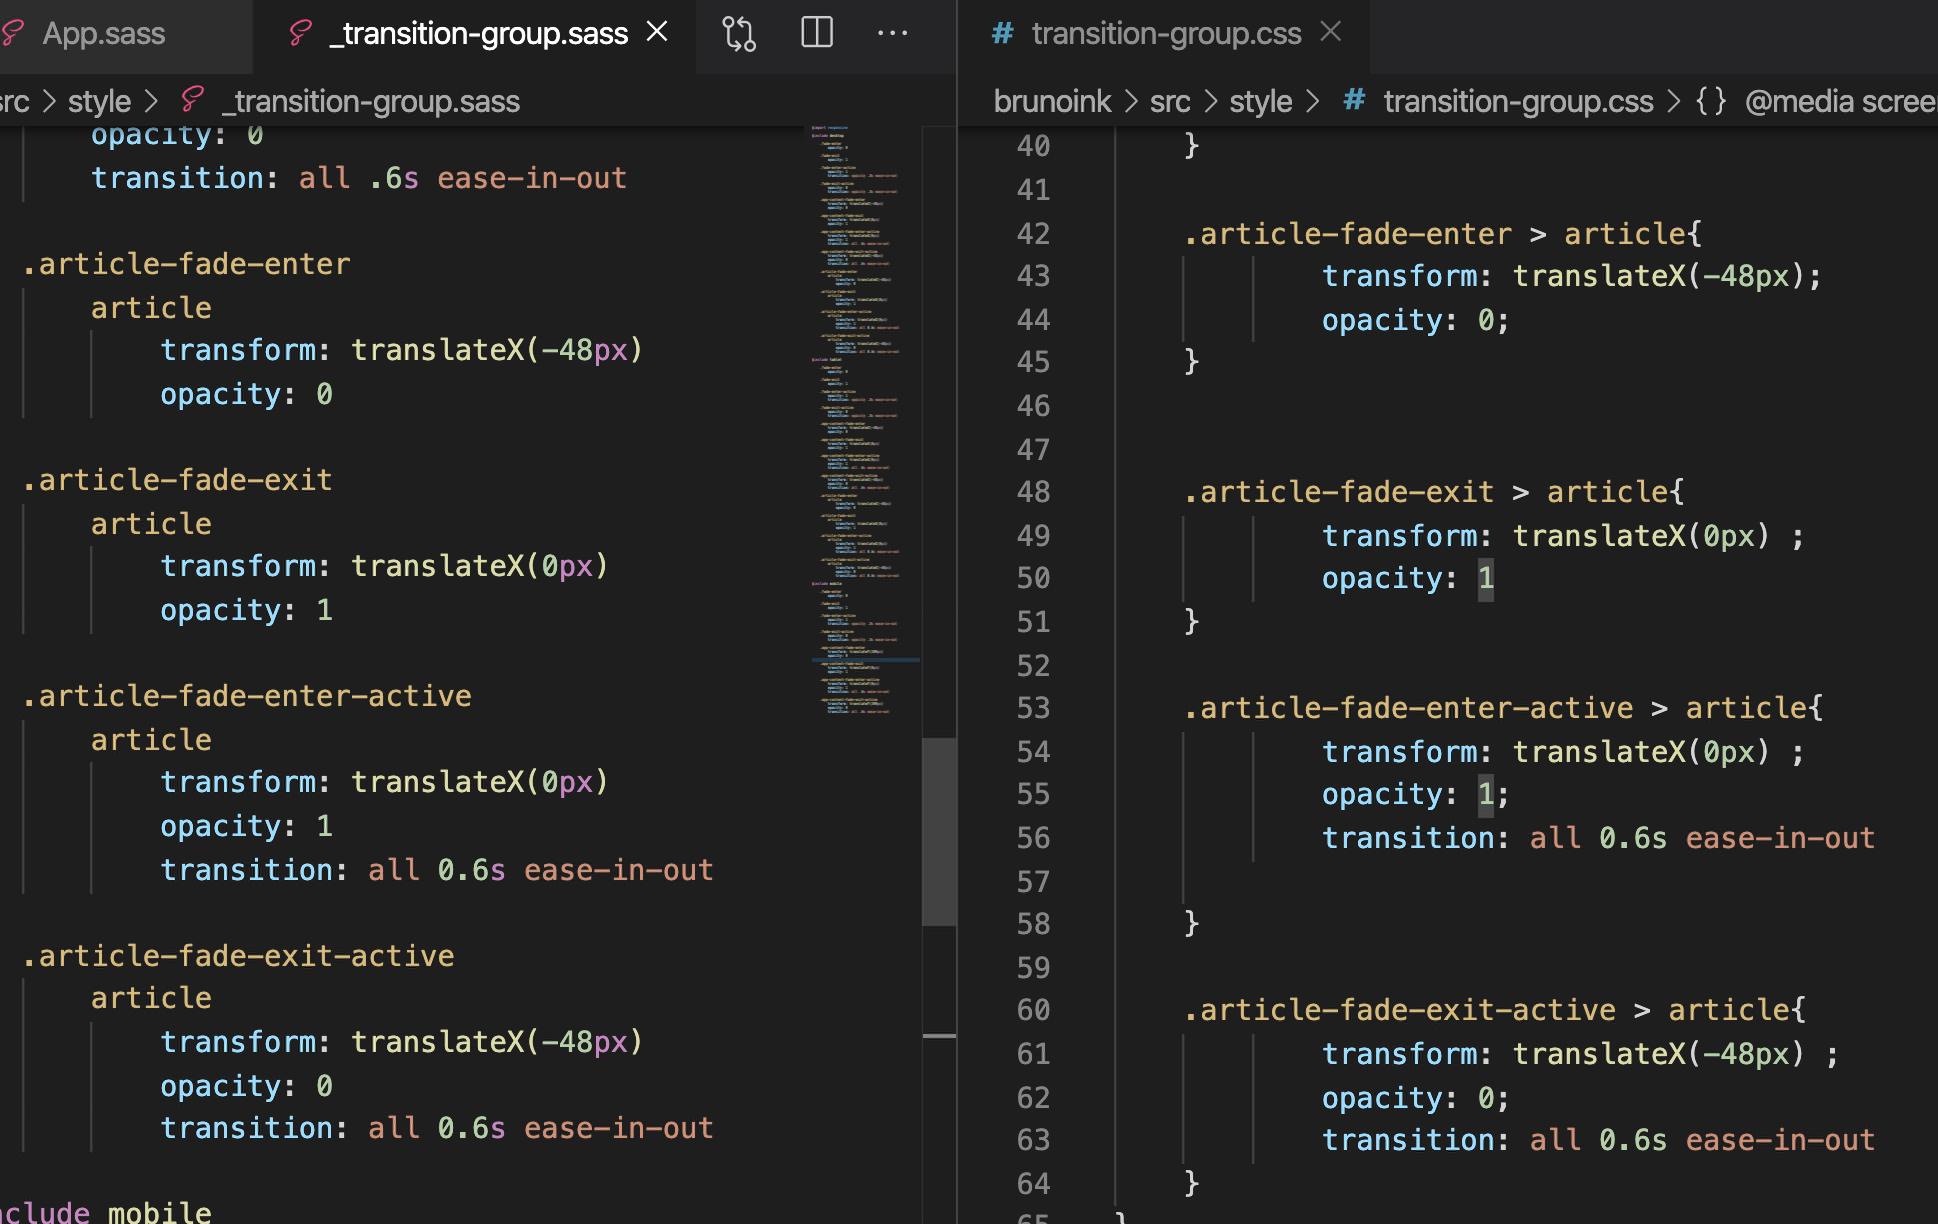 App.sass
_transition-group.sass
transition-group.css
src > style > _transition-group.sass
brunoink > src > style > # transition-group.css > {} @media scree
opacity: 0
transition: all .6s ease-in-out
.article-fade-enter
article
transform: translateX(-48px)
opacity: 0
.article-fade-exit
article
transform: translateX(0px)
opacity: 1
.article-fade-enter-active
article
transform: translateX(0px)
opacity: 1
transition: all 0.6s ease-in-out
.article-fade-exit-active
article
transform: translateX(-48px)
opacity: 0
transition: all 0.6s ease-in-out
nclude mobile
40 }
41
42 .article-fade-enter > article{
43 transform: translateX(-48px);
44 opacity: 0;
45 }
46
47
48 .article-fade-exit > article{
49 transform: translateX(0px) ;
50 opacity: 1
51 }
52
53 .article-fade-enter-active > article{
54 transform: translateX(0px) ;
55 opacity: 1;
56 transition: all 0.6s ease-in-out
57
58 }
59
60 .article-fade-exit-active > article{
61 transform: translateX(-48px) ;
62 opacity: 0;
63 transition: all 0.6s ease-in-out
64 }
65 }